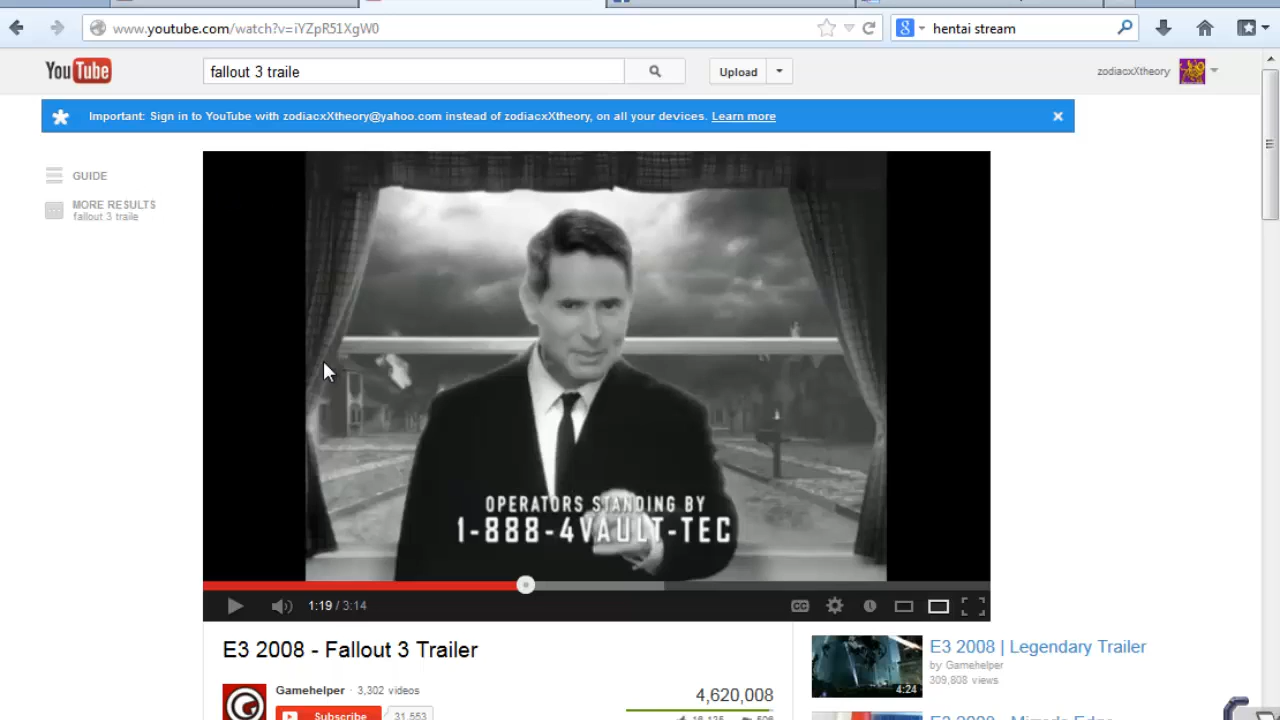 www.youtube.com/watch?v=iYZpR51XgW0
hentai stream
YouTube
fallout 3 traile
Upload
zodiacxXtheory
Important: Sign in to YouTube with zodiacxXtheory@yahoo.com instead of zodiacxXtheory, on all your devices. Learn more
GUIDE
MORE RESULTS
fallout 3 traile
OPERATORS STANDING BY
1-888-4VAULT-TEC
1:19 / 3:14
CC
E3 2008 - Fallout 3 Trailer
Gamehelper · 3,302 videos
Subscribe 31,553
4,620,008
E3 2008 | Legendary Trailer
by Gamehelper
309,808 views
4:24